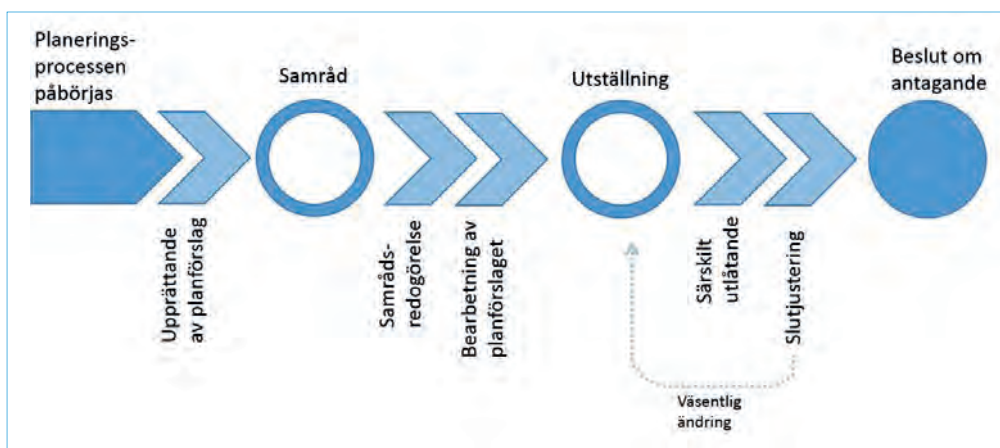 Planerings-
processen
påbörjas
Upprättande
av planförslag
Samråd
Samråds-
redogörelse
Bearbetning av
planförslaget
Utställning
Särskilt
utlåtande
Slutjustering
Väsentlig
ändring
Beslut om
antagande